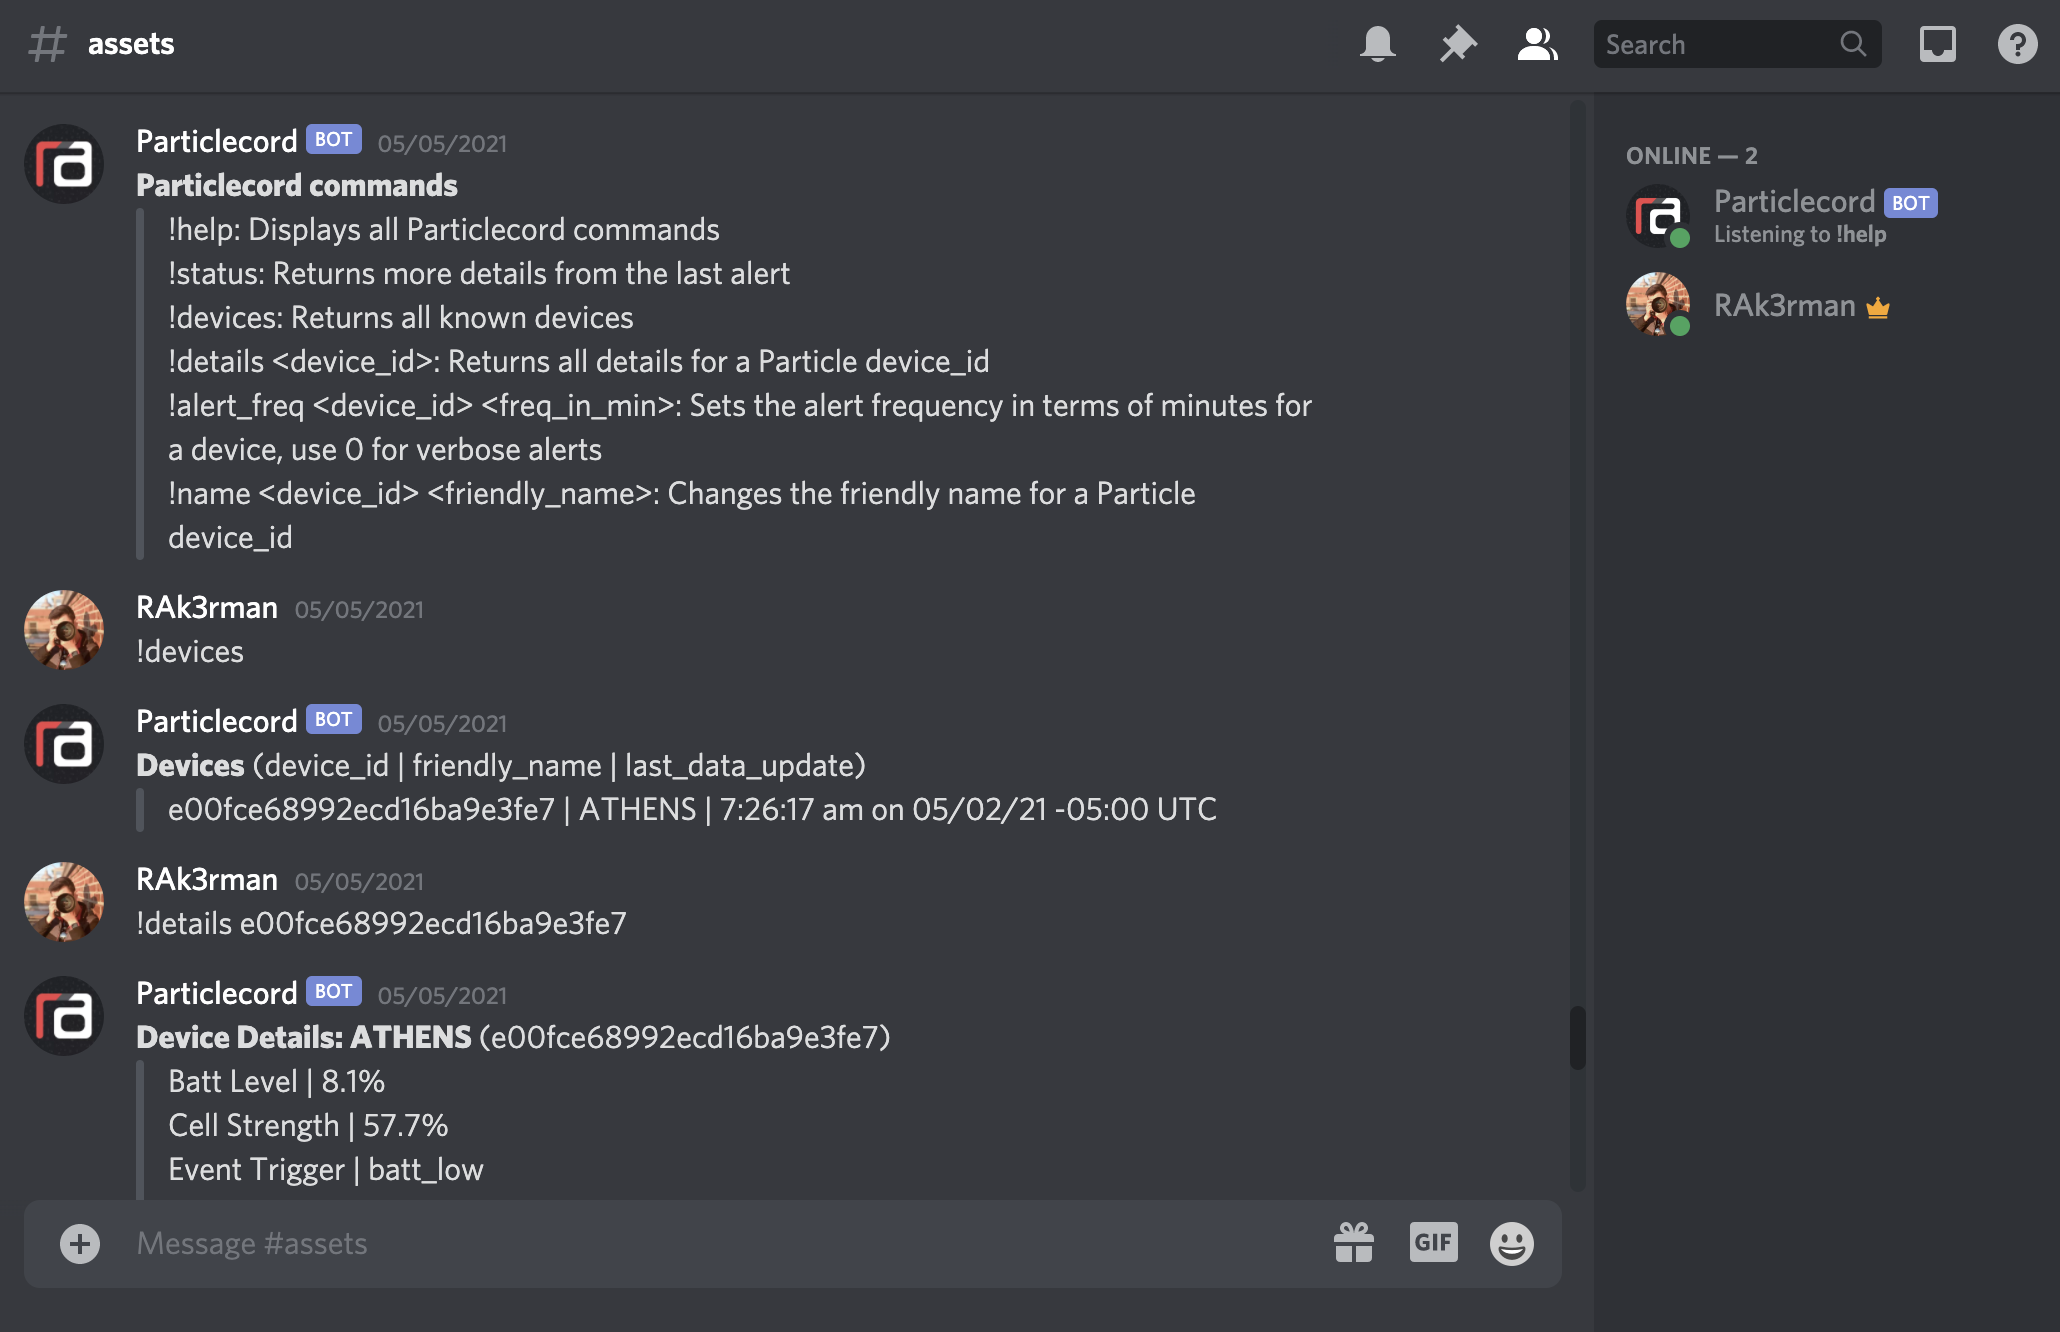 # assets
Search
Particlecord BOT 05/05/2021
Particlecord commands
!help: Displays all Particlecord commands
!status: Returns more details from the last alert
!devices: Returns all known devices
!details <device_id>: Returns all details for a Particle device_id
!alert_freq <device_id> <freq_in_min>: Sets the alert frequency in terms of minutes for
a device, use 0 for verbose alerts
!name <device_id> <friendly_name>: Changes the friendly name for a Particle
device_id
RAk3rman 05/05/2021
!devices
Particlecord BOT 05/05/2021
Devices (device_id | friendly_name | last_data_update)
e00fce68992ecd16ba9e3fe7 | ATHENS | 7:26:17 am on 05/02/21 -05:00 UTC
RAk3rman 05/05/2021
!details e00fce68992ecd16ba9e3fe7
Particlecord BOT 05/05/2021
Device Details: ATHENS (e00fce68992ecd16ba9e3fe7)
Batt Level | 8.1%
Cell Strength | 57.7%
Event Trigger | batt_low
Message #assets
GIF
ONLINE — 2
Particlecord BOT
Listening to !help
RAk3rman